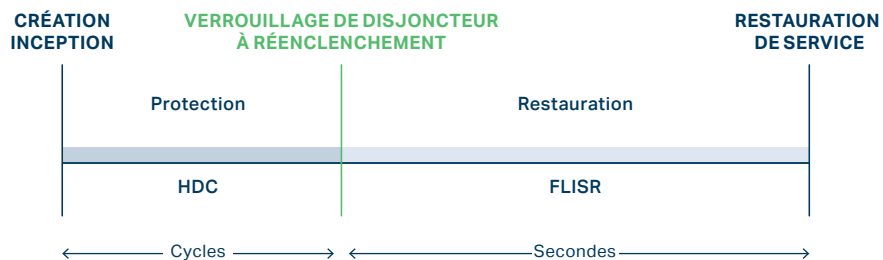 CRÉATION
INCEPTION
VERROUILLAGE DE DISJONCTEUR
À RÉENCLENCHEMENT
RESTAURATION
DE SERVICE
Protection
Restauration
HDC
FLISR
Cycles
Secondes